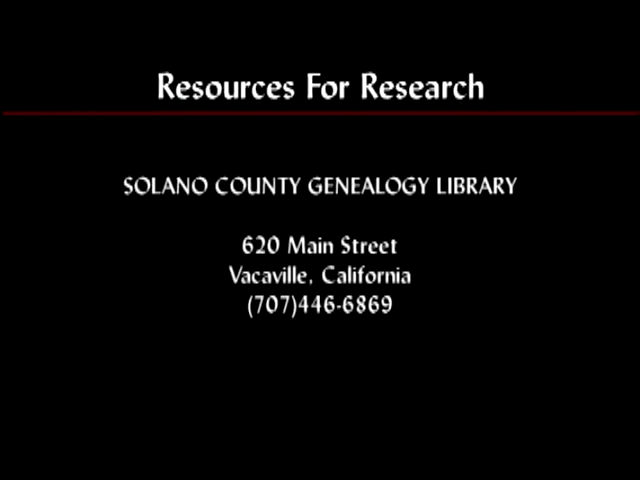 Resources For Research
SOLANO COUNTY GENEALOGY LIBRARY
620 Main Street
Vacaville, California
(707)446-6869